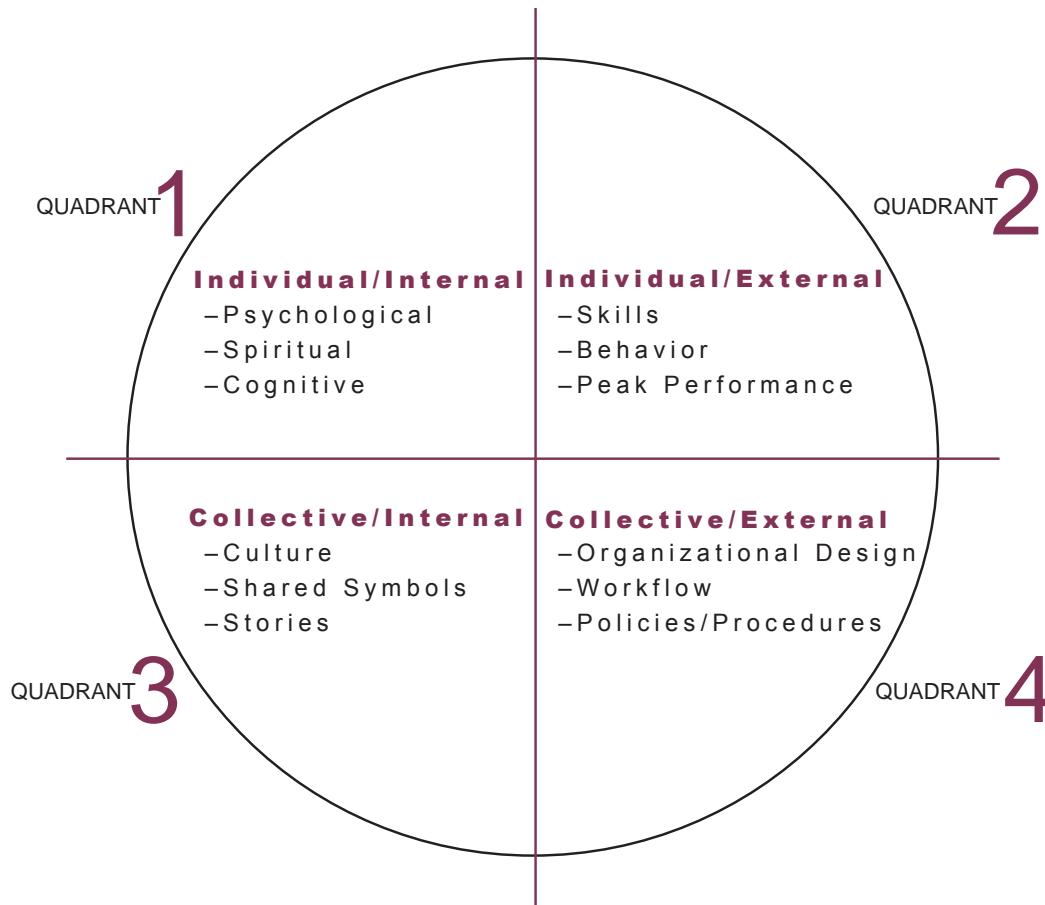 QUADRANT 1
Individual/Internal
–Psychological
–Spiritual
–Cognitive
QUADRANT 2
Individual/External
–Skills
–Behavior
–Peak Performance
QUADRANT 3
Collective/Internal
–Culture
–Shared Symbols
–Stories
QUADRANT 4
Collective/External
–Organizational Design
–Workflow
–Policies/Procedures